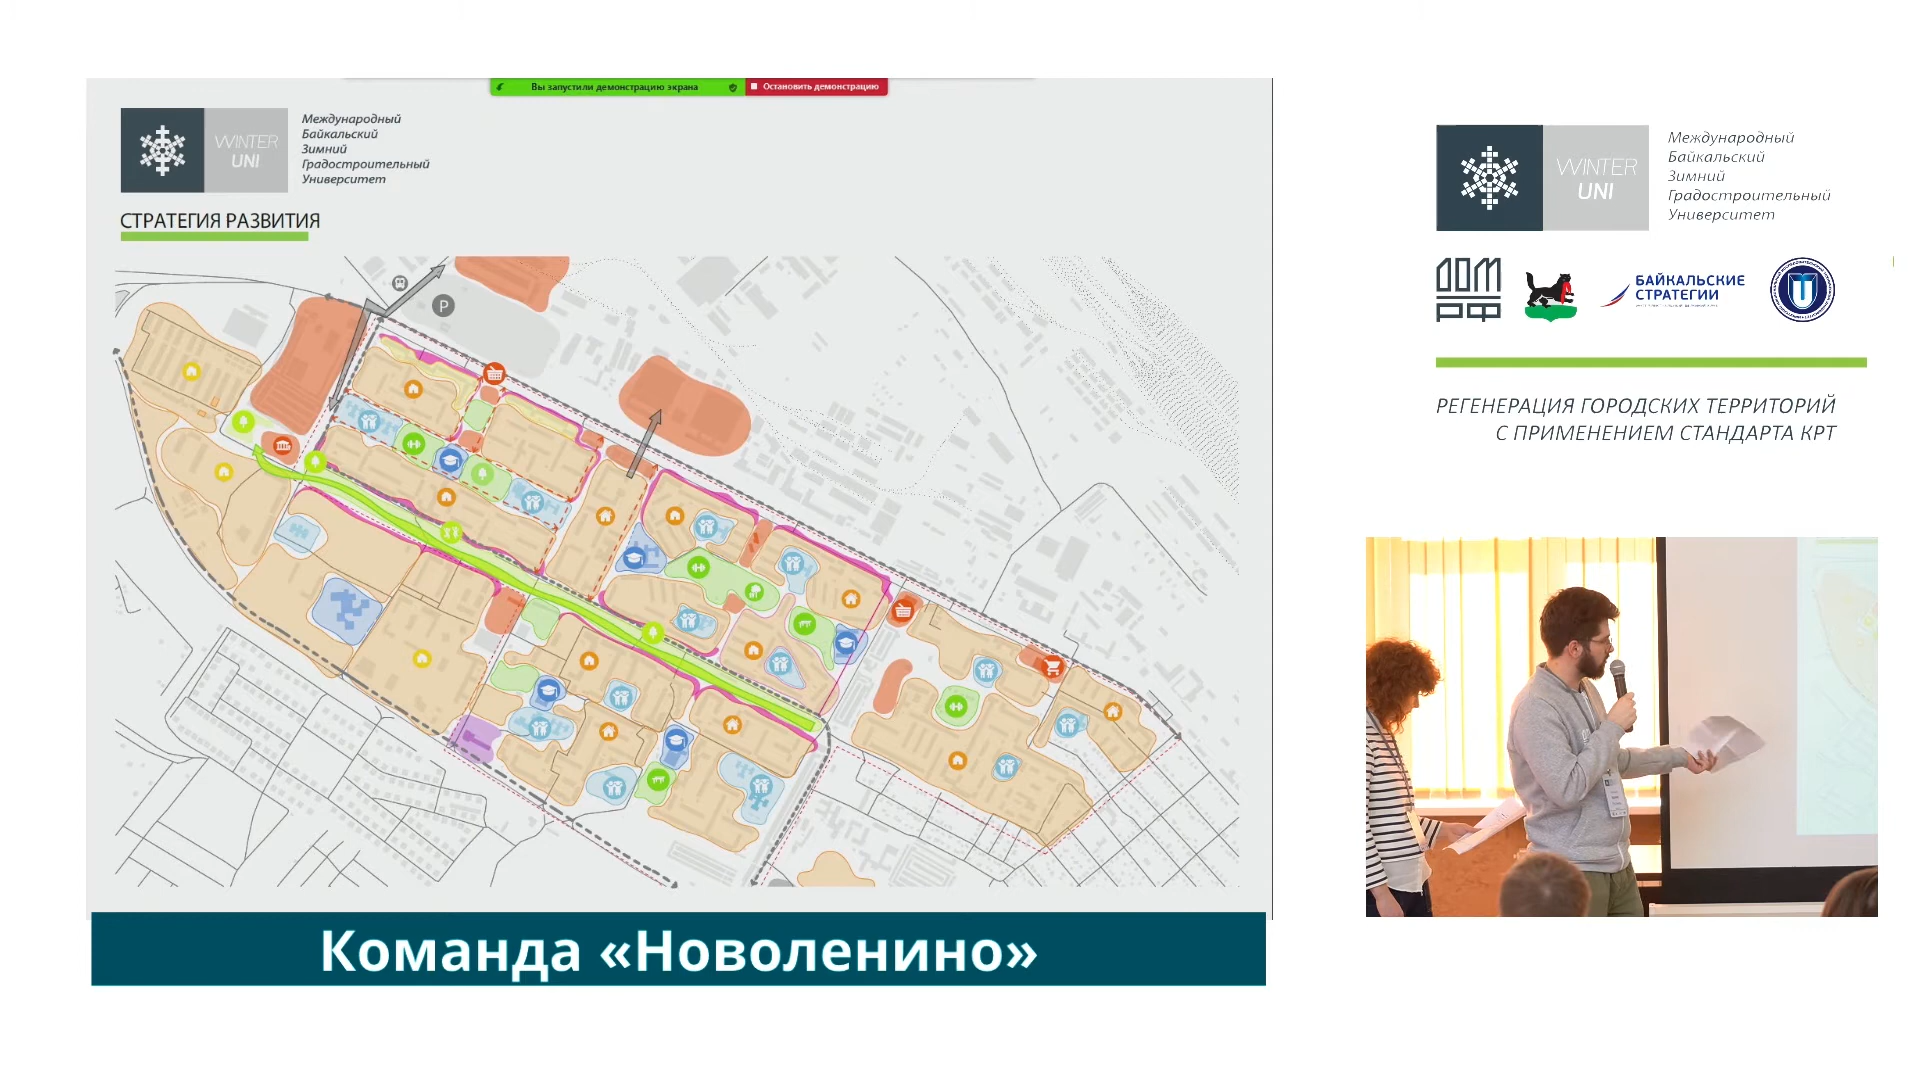 Вы запустили демонстрацию экрана
Остановить демонстрацию
WINTER
UNI
Международный
Байкальский
Зимний
Градостроительный
Университет
СТРАТЕГИЯ РАЗВИТИЯ
P
Команда «Новоленино»
WINTER
UNI
Международный
Байкальский
Зимний
Градостроительный
Университет
ДОМ
РФ
БАЙКАЛЬСКИЕ
СТРАТЕГИИ
РЕГЕНЕРАЦИЯ ГОРОДСКИХ ТЕРРИТОРИЙ
С ПРИМЕНЕНИЕМ СТАНДАРТА КРТ